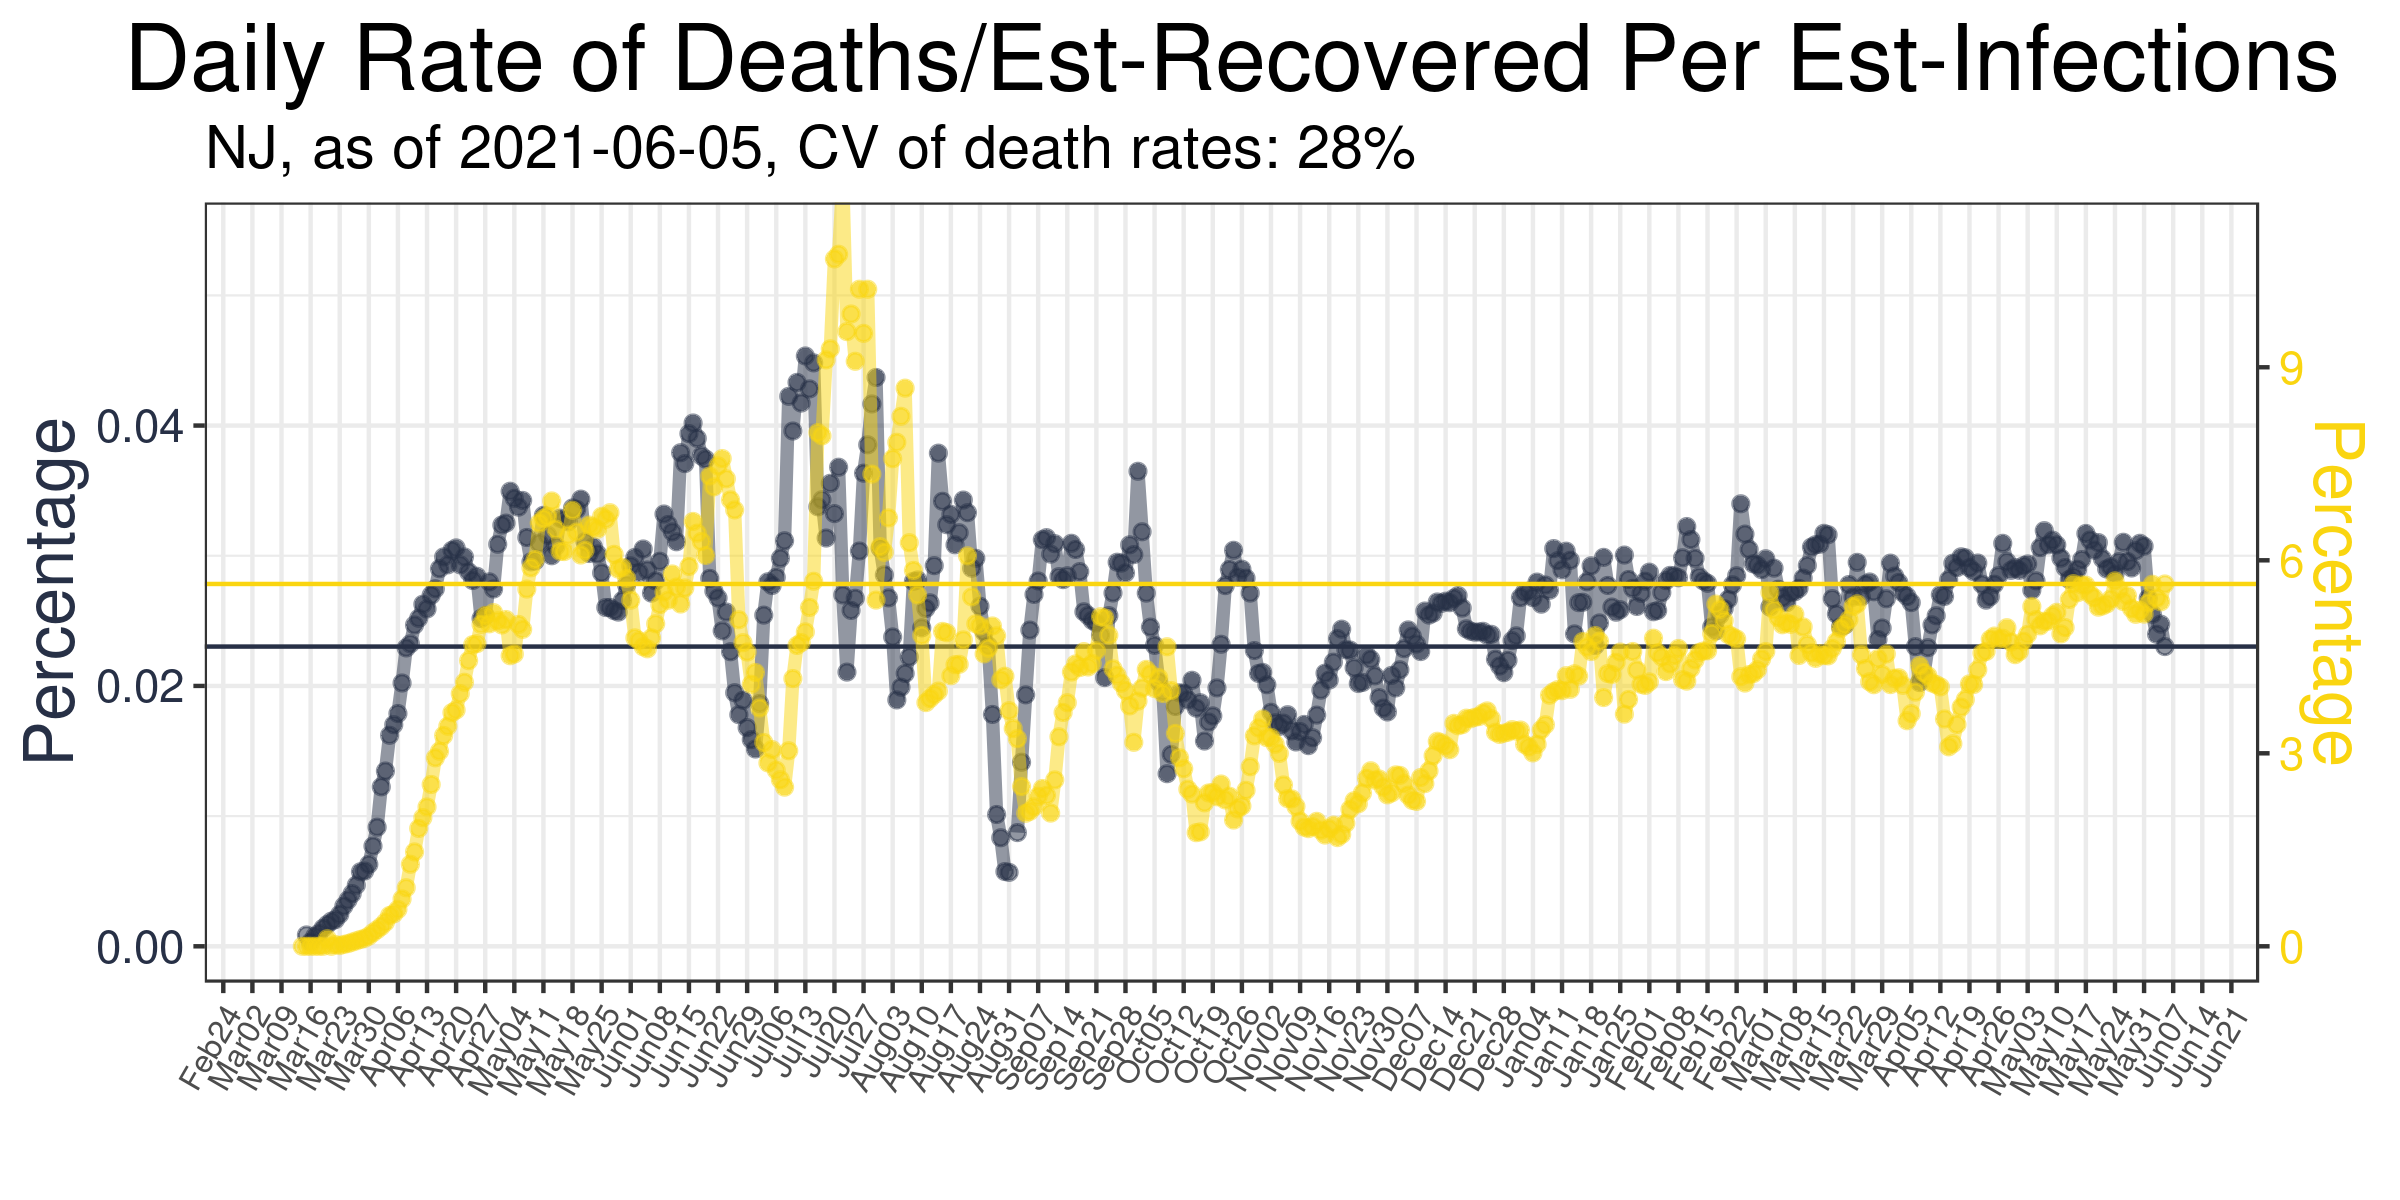 Daily Rate of Deaths/Est-Recovered Per Est-Infections
NJ, as of 2021-06-05, CV of death rates: 28%
Percentage
0.04
0.02
0.00
9
6
3
0
Percentage
Feb24 Mar02 Mar09 Mar16 Mar23 Mar30 Apr06 Apr13 Apr20 Apr27 May04 May11 May18 May25 Jun01 Jun08 Jun15 Jun22 Jun29 Jul06 Jul13 Jul20 Jul27 Aug03 Aug10 Aug17 Aug24 Aug31 Sep07 Sep14 Sep21 Sep28 Oct05 Oct12 Oct19 Oct26 Nov02 Nov09 Nov16 Nov23 Nov30 Dec07 Dec14 Dec21 Dec28 Jan04 Jan11 Jan18 Jan25 Feb01 Feb08 Feb15 Feb22 Mar01 Mar08 Mar15 Mar22 Mar29 Apr05 Apr12 Apr19 Apr26 May03 May10 May17 May24 May31 Jun07 Jun14 Jun21